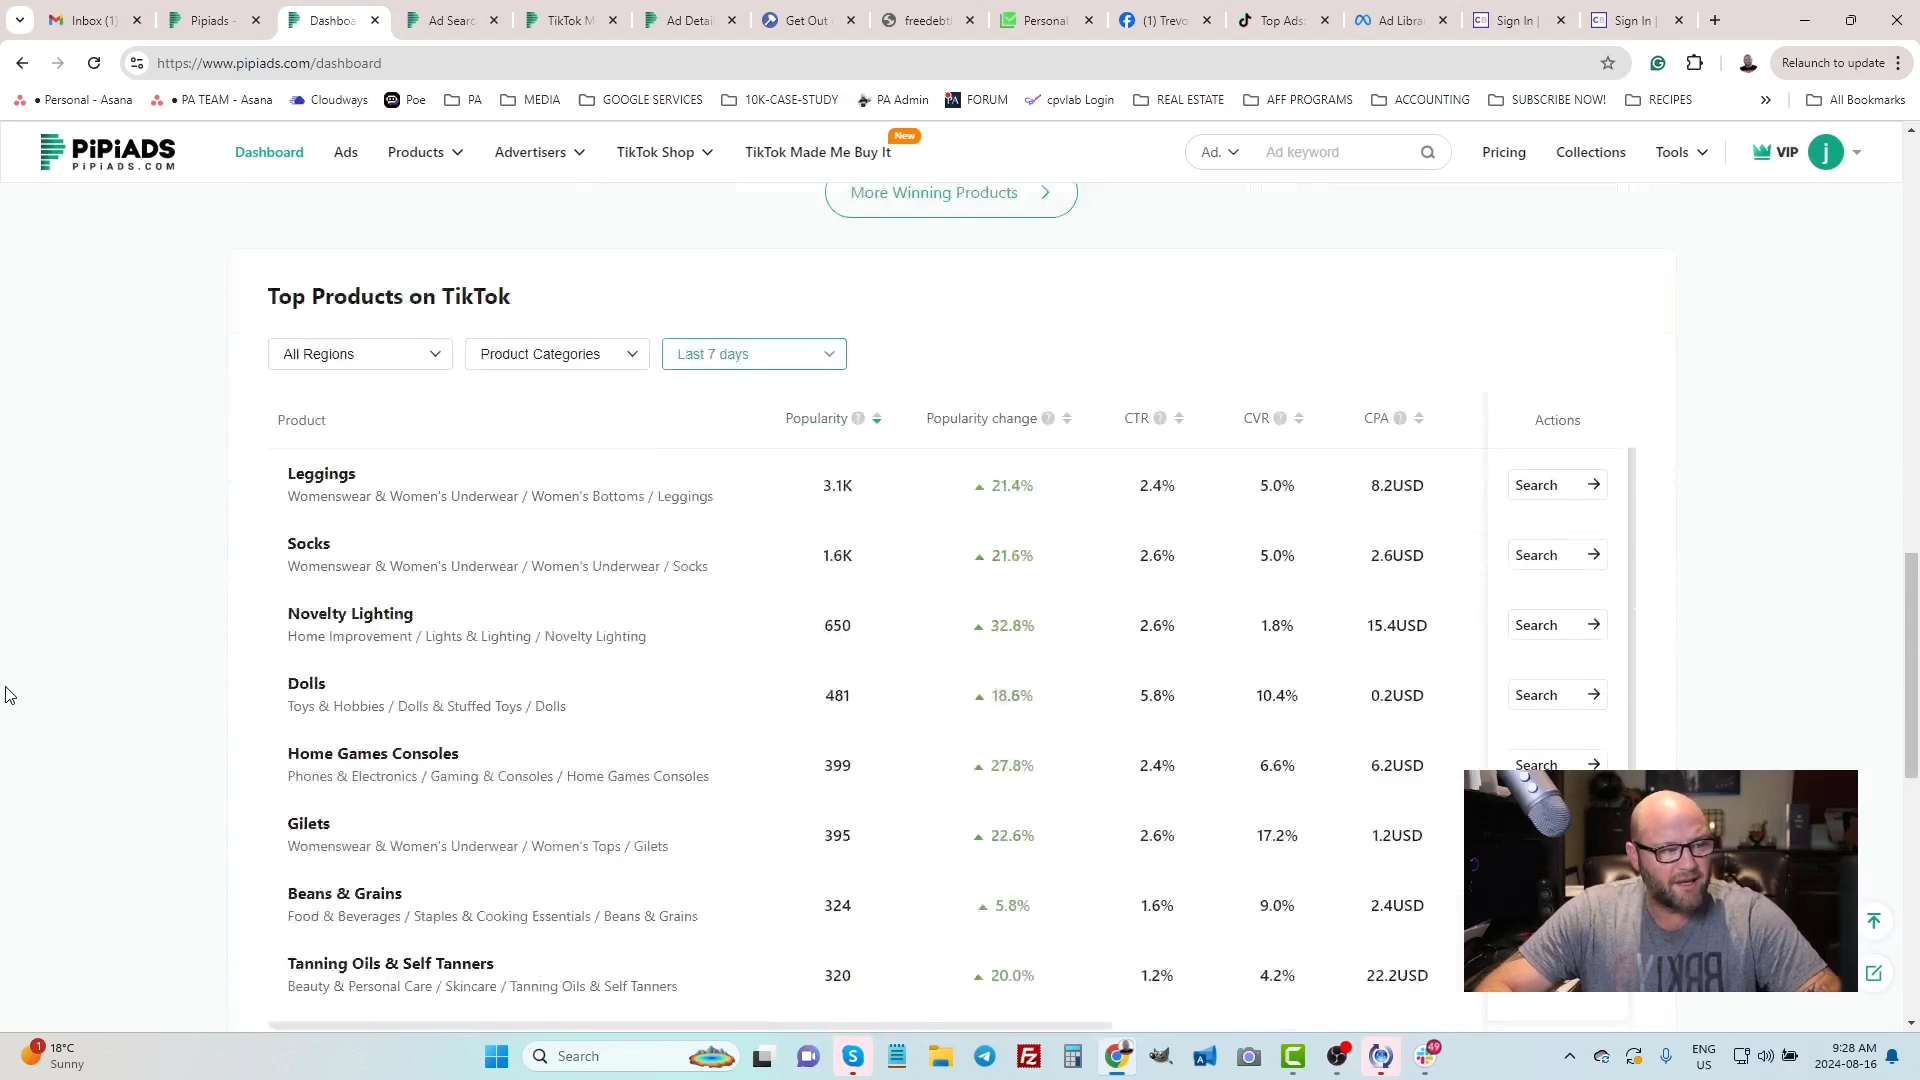 Inbox (1)
Pipiads -
Dashboa
Ad Searc
TikTok M
Ad Detai
Get Out
freedebt
Personal
(1) Trevo
Top Ads:
Ad Libra
Sign In |
Sign In |
https://www.pipiads.com/dashboard
Relaunch to update
• Personal - Asana
• PA TEAM - Asana
Cloudways
Poe
PA
MEDIA
GOOGLE SERVICES
10K-CASE-STUDY
PA Admin
FORUM
cpvlab Login
REAL ESTATE
AFF PROGRAMS
ACCOUNTING
SUBSCRIBE NOW!
RECIPES
All Bookmarks
PiPiADS
PIPIADS.COM
Dashboard
Ads
Products
Advertisers
TikTok Shop
TikTok Made Me Buy It
New
Ad.
Ad keyword
Pricing
Collections
Tools
VIP
j
More Winning Products
Top Products on TikTok
All Regions
Product Categories
Last 7 days
Product Popularity Popularity change CTR CVR CPA Actions
Leggings
Womenswear & Women's Underwear / Women's Bottoms / Leggings
3.1K 21.4% 2.4% 5.0% 8.2USD Search
Socks
Womenswear & Women's Underwear / Women's Underwear / Socks
1.6K 21.6% 2.6% 5.0% 2.6USD Search
Novelty Lighting
Home Improvement / Lights & Lighting / Novelty Lighting
650 32.8% 2.6% 1.8% 15.4USD Search
Dolls
Toys & Hobbies / Dolls & Stuffed Toys / Dolls
481 18.6% 5.8% 10.4% 0.2USD Search
Home Games Consoles
Phones & Electronics / Gaming & Consoles / Home Games Consoles
399 27.8% 2.4% 6.6% 6.2USD Search
Gilets
Womenswear & Women's Underwear / Women's Tops / Gilets
395 22.6% 2.6% 17.2% 1.2USD
Beans & Grains
Food & Beverages / Staples & Cooking Essentials / Beans & Grains
324 5.8% 1.6% 9.0% 2.4USD
Tanning Oils & Self Tanners
Beauty & Personal Care / Skincare / Tanning Oils & Self Tanners
320 20.0% 1.2% 4.2% 22.2USD
1
18°C
Sunny
Search
49
ENG
US
9:28 AM
2024-08-16